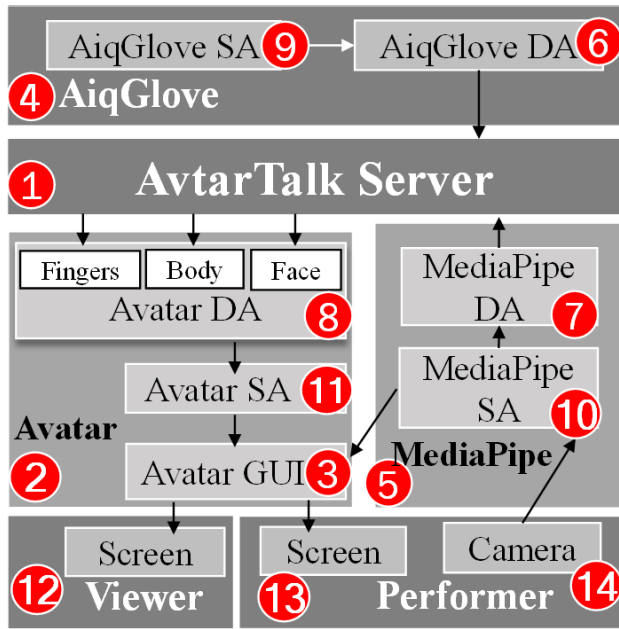 AiqGlove SA
9
AiqGlove DA
6
4
AiqGlove
1
AvtarTalk Server
Fingers
Body
Face
Avatar DA
8
MediaPipe
DA
7
Avatar SA
11
MediaPipe
SA
10
Avatar
2
Avatar GUI
3
MediaPipe
5
Screen
12
Viewer
Screen
13
Camera
14
Performer